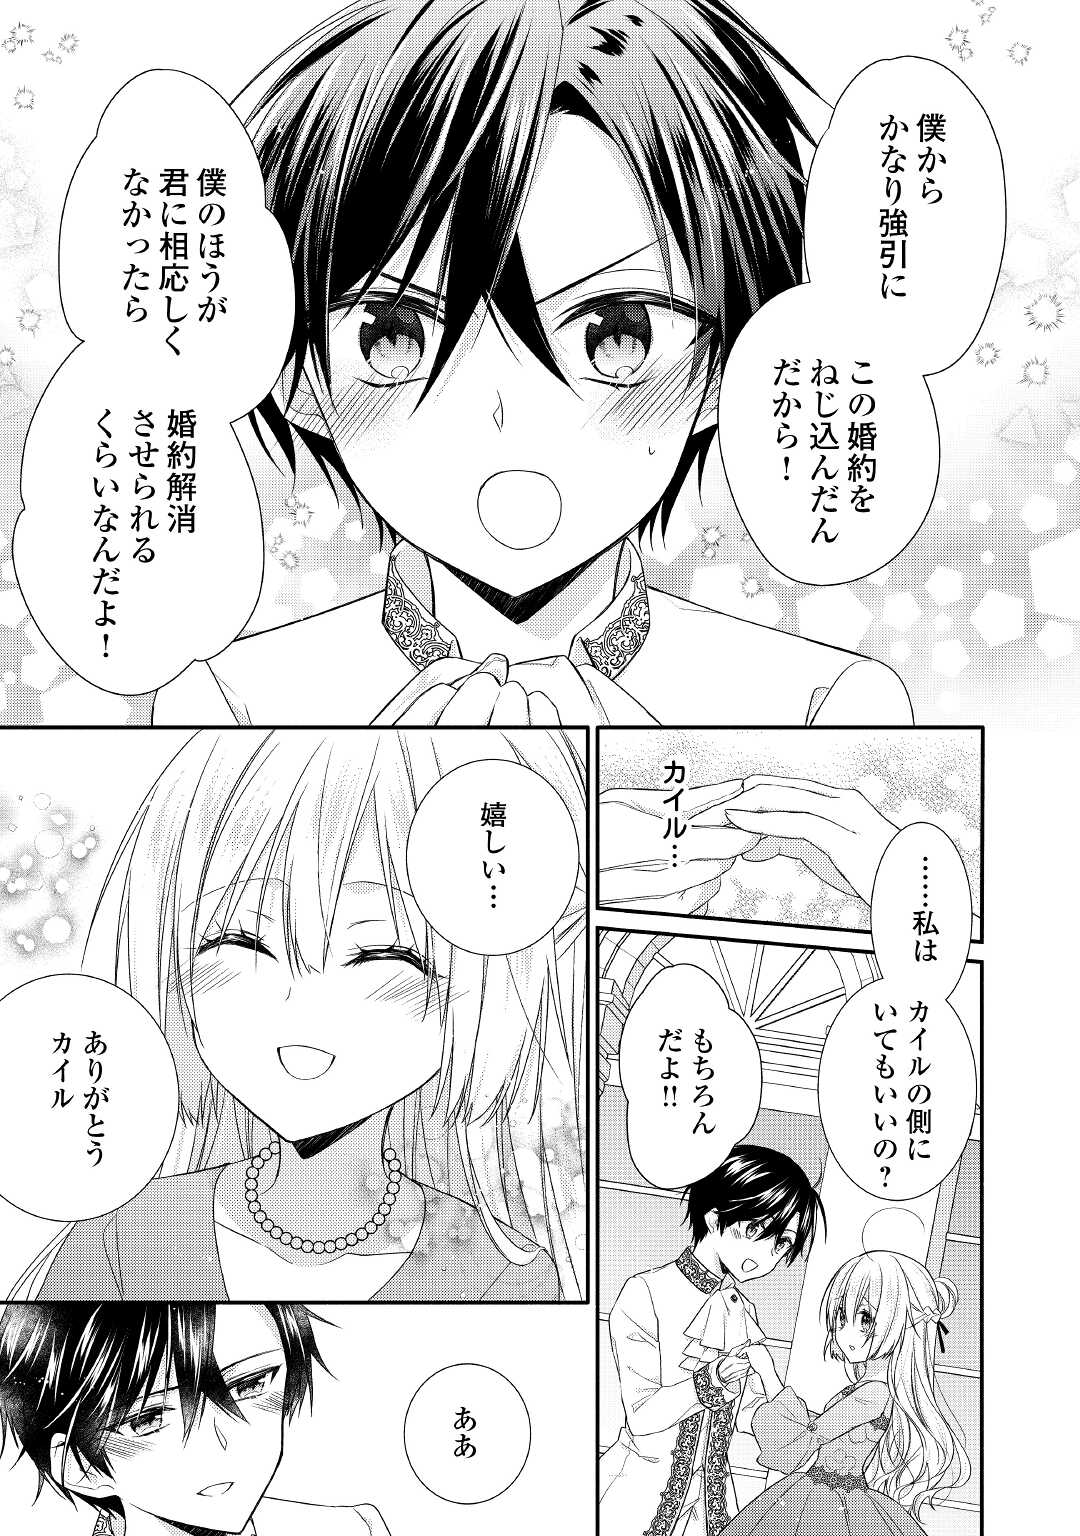 僕から
かなり強引に
この婚約を
ねじ込んだん
だから！
僕のほうが
君に相応しく
なかったら
婚約解消
させられる
くらいなんだよ！
カイル…
……私は
カイルの側に
いてもいいの？
もちろん
だよ!!
嬉しい…
ありがとう
カイル
ああ